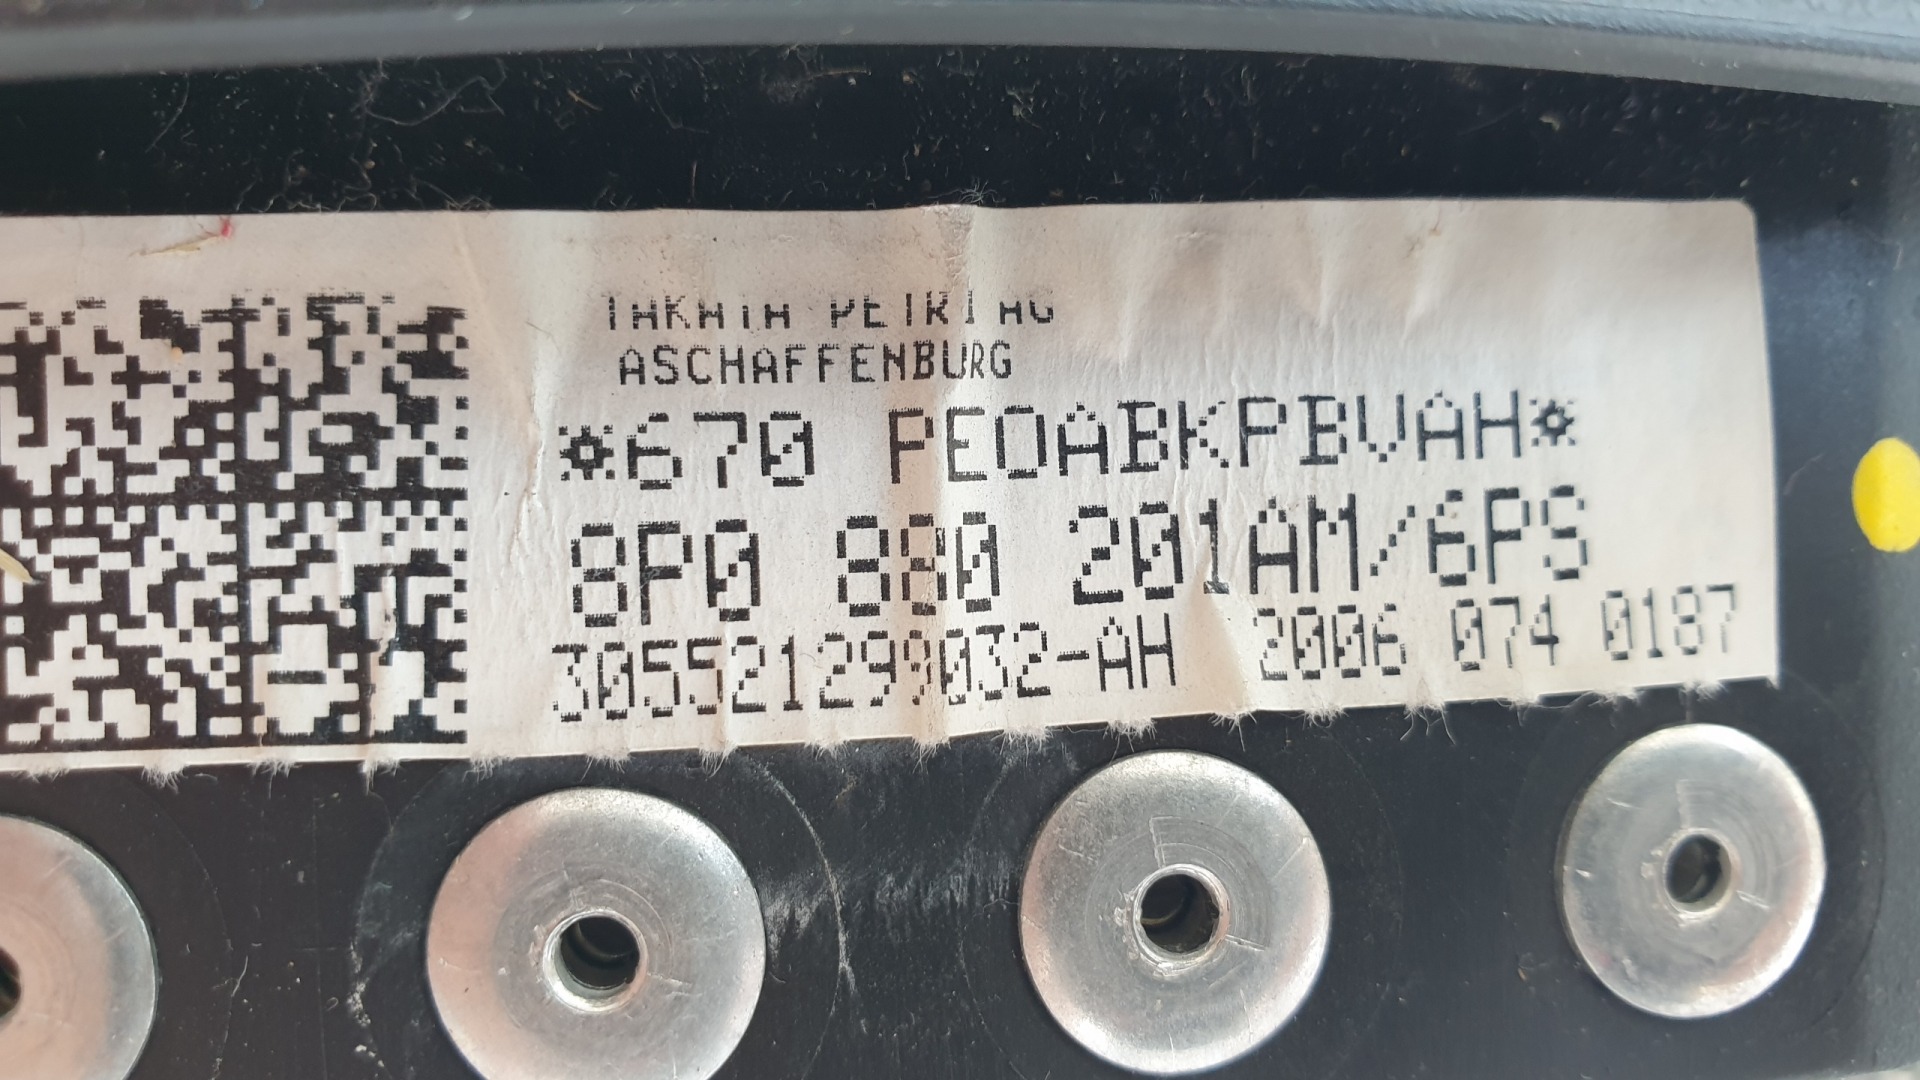 TAKATA PETRI AG
ASCHAFFENBURG
*670 PEOABKPBVAH*
8P0 880 201AM/6PS
305521299032-AH 2006 074 0187